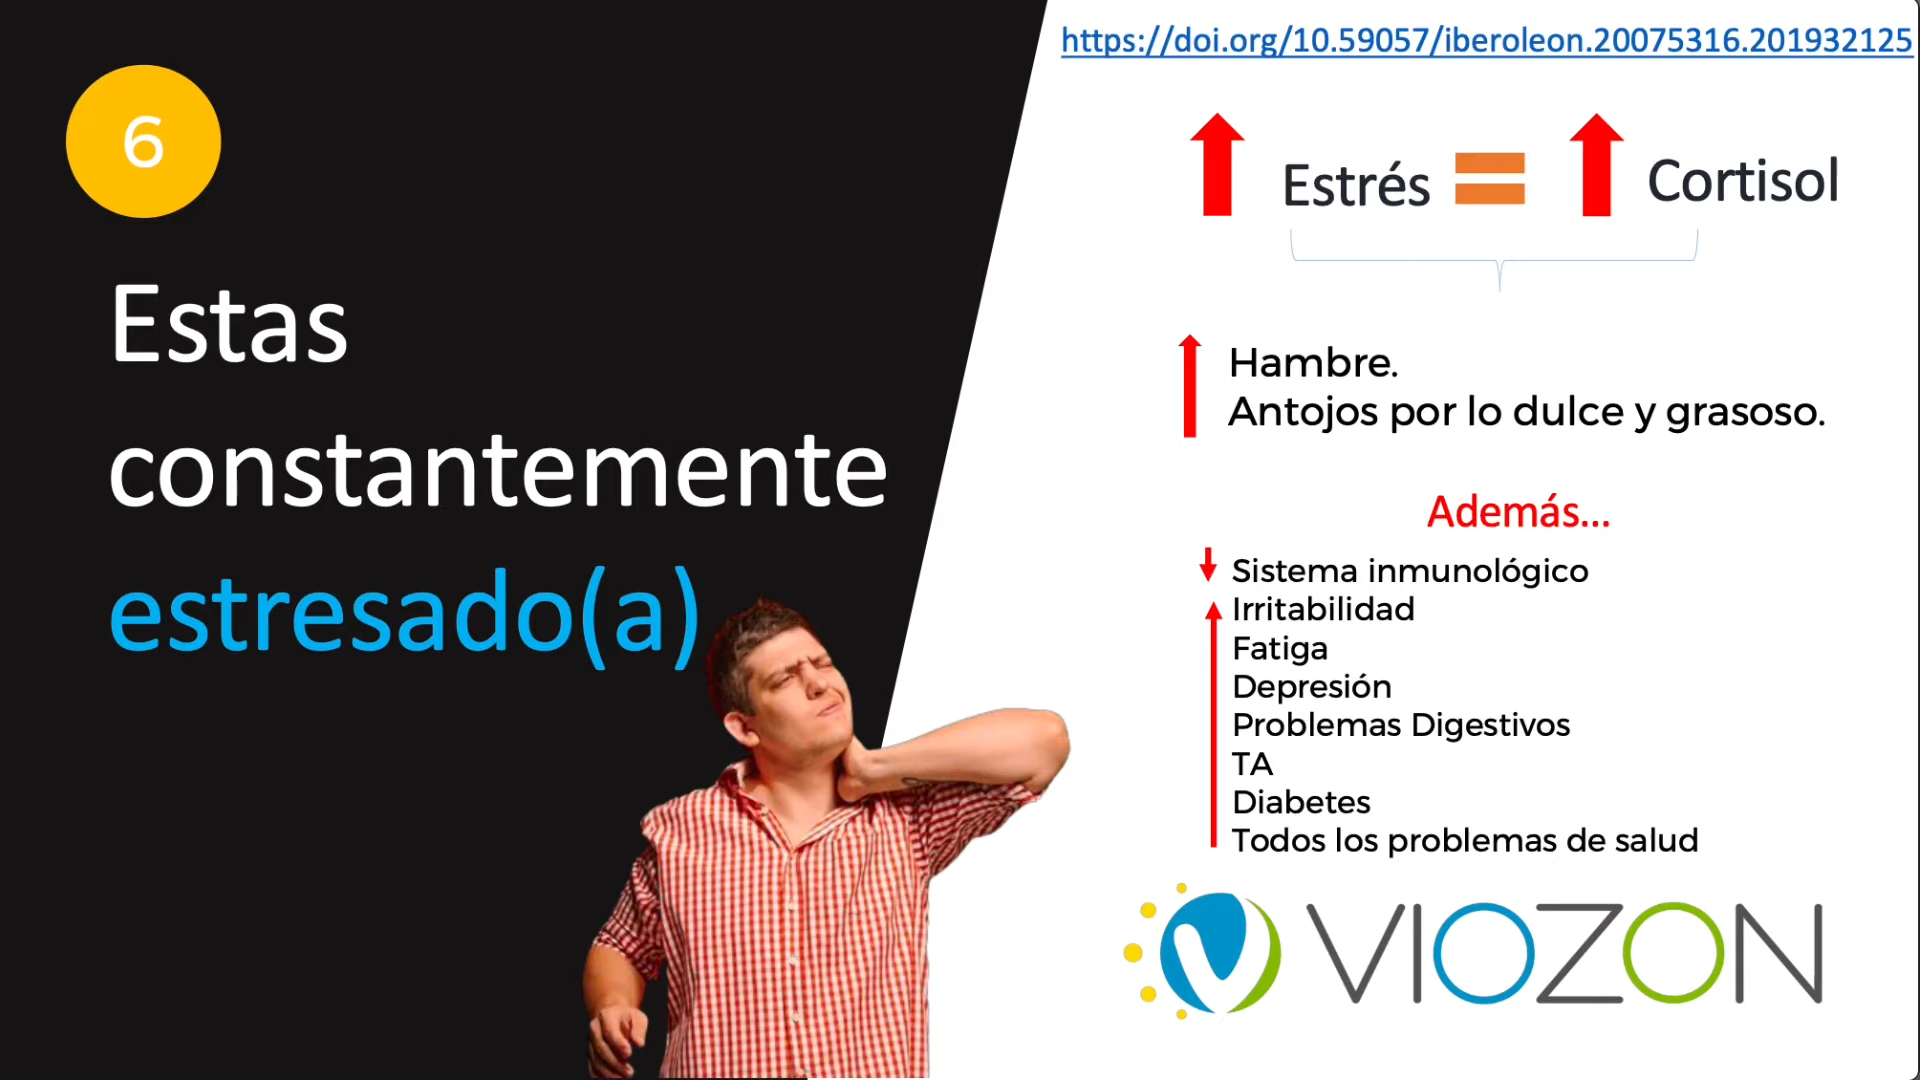 6
Estas
constantemente
estresado(a)
https://doi.org/10.59057/iberoleon.20075316.201932125
Estrés = Cortisol
Hambre.
Antojos por lo dulce y grasoso.
Además...
Sistema inmunológico
Irritabilidad
Fatiga
Depresión
Problemas Digestivos
TA
Diabetes
Todos los problemas de salud
VIOZON